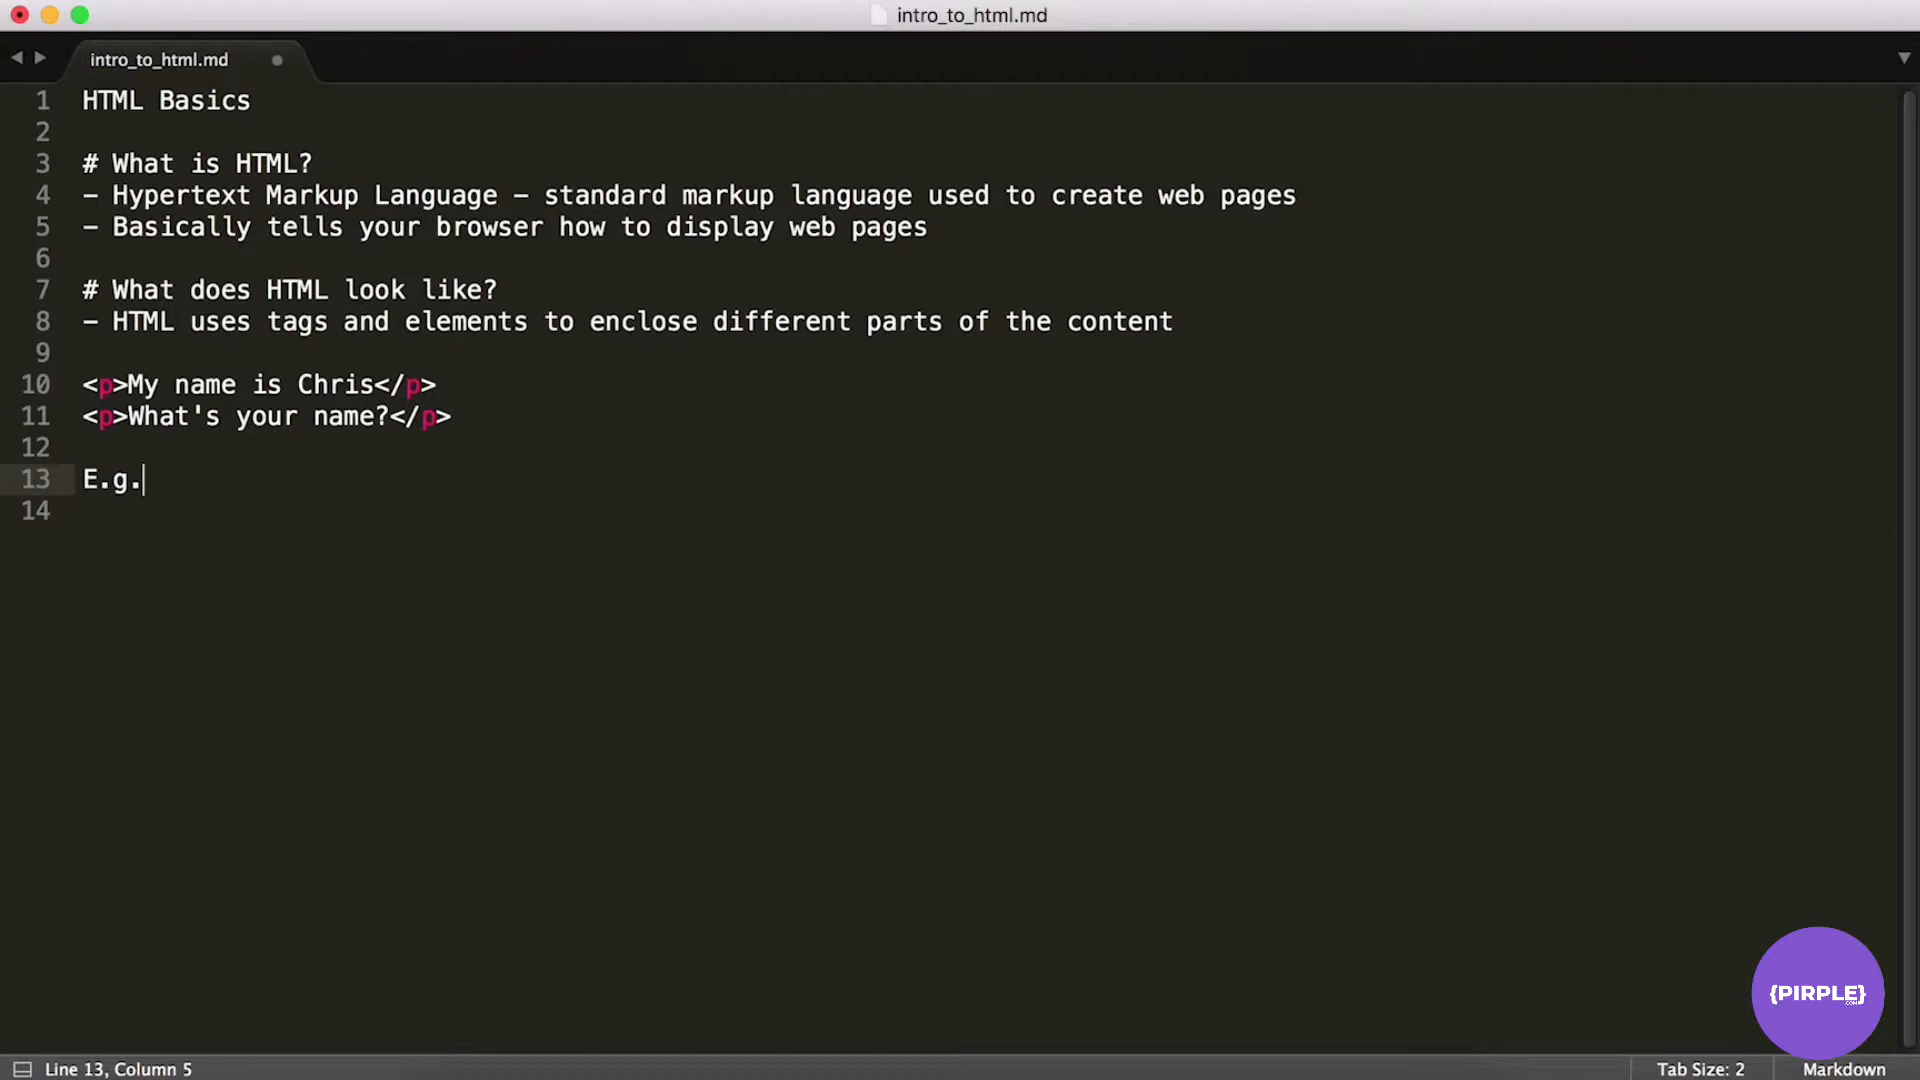 intro_to_html.md
intro_to_html.md
1 HTML Basics
2
3 # What is HTML?
4 - Hypertext Markup Language - standard markup language used to create web pages
5 - Basically tells your browser how to display web pages
6
7 # What does HTML look like?
8 - HTML uses tags and elements to enclose different parts of the content
9
10 <p>My name is Chris</p>
11 <p>What's your name?</p>
12
13 E.g.
14
{PIRPLE}
.COM
Line 13, Column 5
Tab Size: 2
Markdown